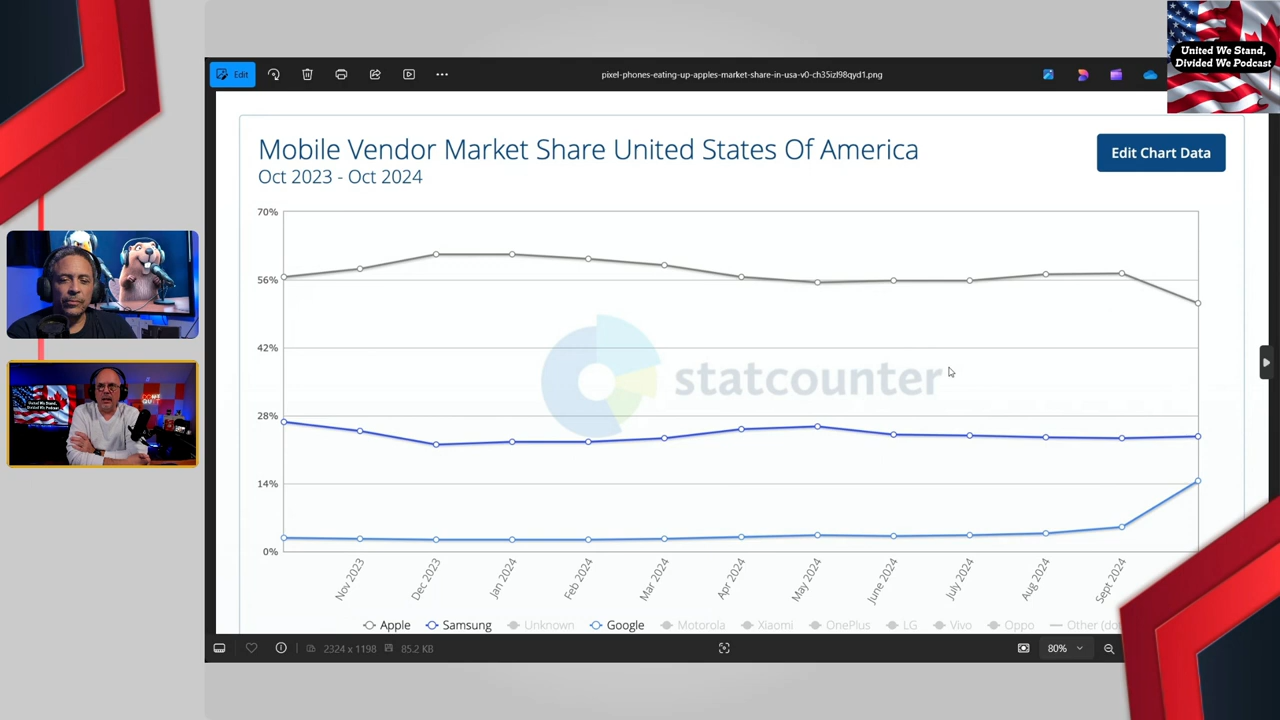 Edit
pixel-phones-eating-up-apples-market-share-in-usa-v0-ch35izl98qyd1.png
United We Stand,
Divided We Podcast
Mobile Vendor Market Share United States Of America
Oct 2023 - Oct 2024
Edit Chart Data
70%
56%
42%
28%
14%
0%
statcounter
Nov 2023
Dec 2023
Jan 2024
Feb 2024
Mar 2024
Apr 2024
May 2024
June 2024
July 2024
Aug 2024
Sept 2024
Apple Samsung Unknown Google Motorola Xiaomi OnePlus LG Vivo Oppo Other
2324 x 1198 85.2 KB
80%